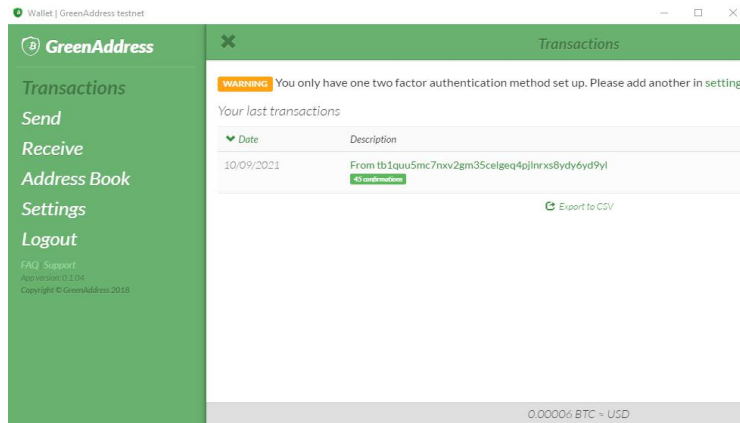 Wallet | GreenAddress testnet
GreenAddress
Transactions
Send
Receive
Address Book
Settings
Logout
FAQ Support
App version: 0.1.04
Copyright © GreenAddress 2018
Transactions
WARNING You only have one two factor authentication method set up. Please add another in setting
Your last transactions
Date Description
10/09/2021 From tb1quu5mc7nxv2gm35celgeq4pjlnrxs8ydy6yd9yl
45 confirmations
Export to CSV
0.00006 BTC ≈ USD